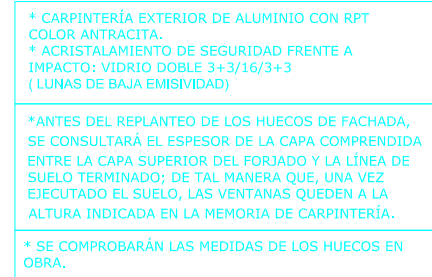 * CARPINTERÍA EXTERIOR DE ALUMINIO CON RPT
COLOR ANTRACITA.
* ACRISTALAMIENTO DE SEGURIDAD FRENTE A
IMPACTO: VIDRIO DOBLE 3+3/16/3+3
( LUNAS DE BAJA EMISIVIDAD)
*ANTES DEL REPLANTEO DE LOS HUECOS DE FACHADA,
SE CONSULTARÁ EL ESPESOR DE LA CAPA COMPRENDIDA
ENTRE LA CAPA SUPERIOR DEL FORJADO Y LA LÍNEA DE
SUELO TERMINADO; DE TAL MANERA QUE, UNA VEZ
EJECUTADO EL SUELO, LAS VENTANAS QUEDEN A LA
ALTURA INDICADA EN LA MEMORIA DE CARPINTERÍA.
* SE COMPROBARÁN LAS MEDIDAS DE LOS HUECOS EN
OBRA.